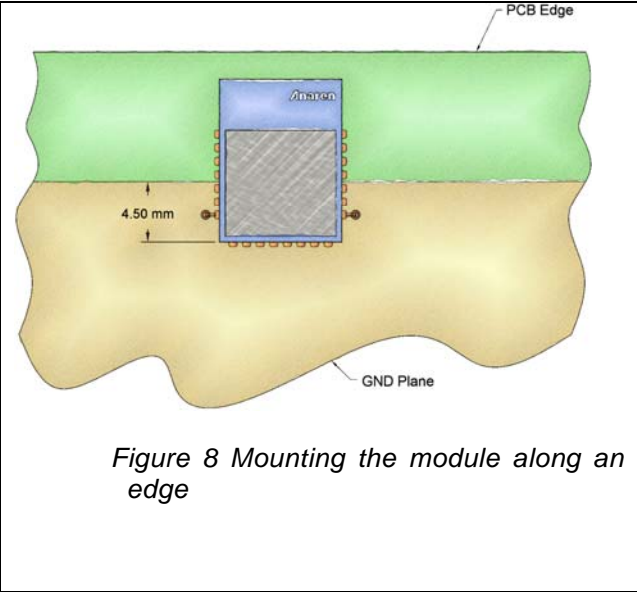 PCB Edge
Anaren
4.50 mm
GND Plane
Figure 8 Mounting the module along an
edge